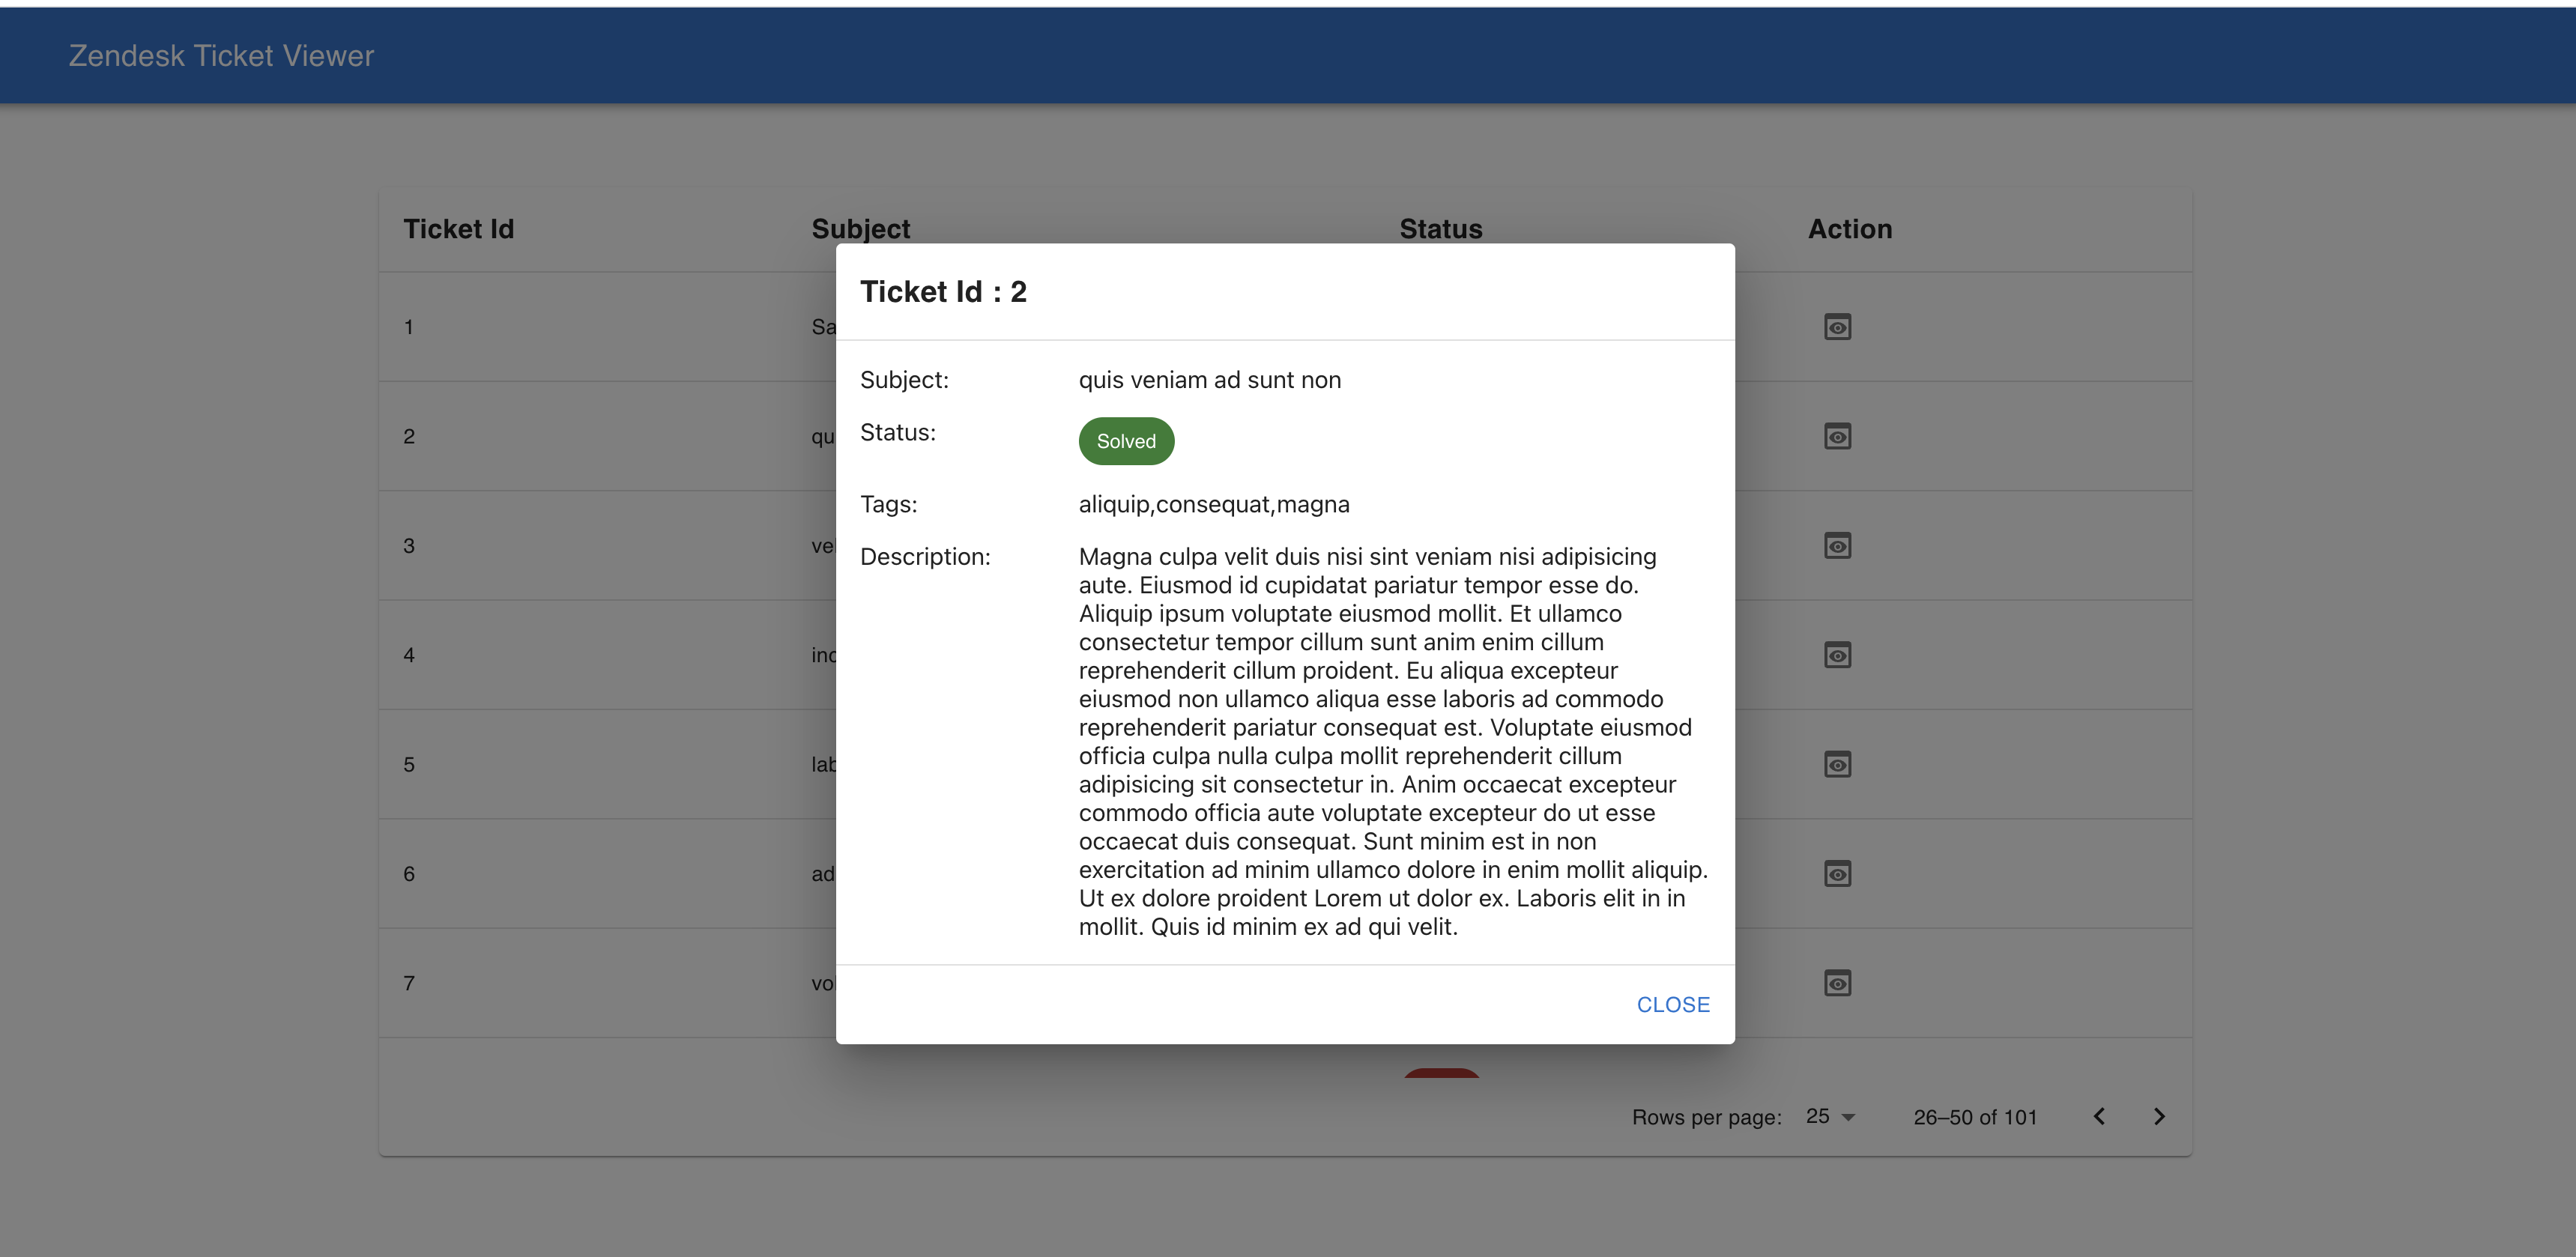 Zendesk Ticket Viewer
Ticket Id Subject Status Action
Ticket Id : 2
Subject: quis veniam ad sunt non
Status: Solved
Tags: aliquip,consequat,magna
Description: Magna culpa velit duis nisi sint veniam nisi adipisicing
aute. Eiusmod id cupidatat pariatur tempor esse do.
Aliquip ipsum voluptate eiusmod mollit. Et ullamco
consectetur tempor cillum sunt anim enim cillum
reprehenderit cillum proident. Eu aliqua excepteur
eiusmod non ullamco aliqua esse laboris ad commodo
reprehenderit pariatur consequat est. Voluptate eiusmod
officia culpa nulla culpa mollit reprehenderit cillum
adipisicing sit consectetur in. Anim occaecat excepteur
commodo officia aute voluptate excepteur do ut esse
occaecat duis consequat. Sunt minim est in non
exercitation ad minim ullamco dolore in enim mollit aliquip.
Ut ex dolore proident Lorem ut dolor ex. Laboris elit in in
mollit. Quis id minim ex ad qui velit.
CLOSE
1
2
3
4
5
6
7
Rows per page: 25 26–50 of 101